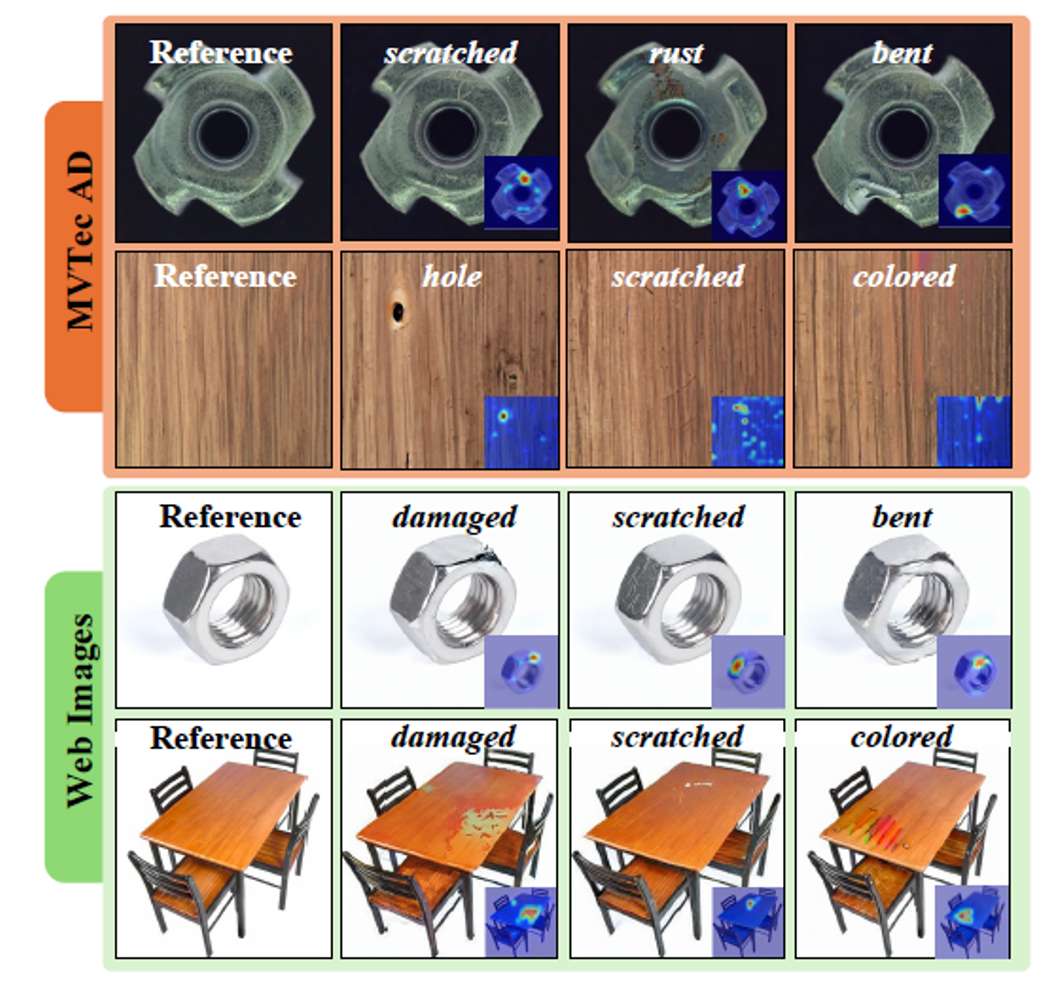 MVTec AD
Reference
scratched
rust
bent
Reference
hole
scratched
colored
Web Images
Reference
damaged
scratched
bent
Reference
damaged
scratched
colored